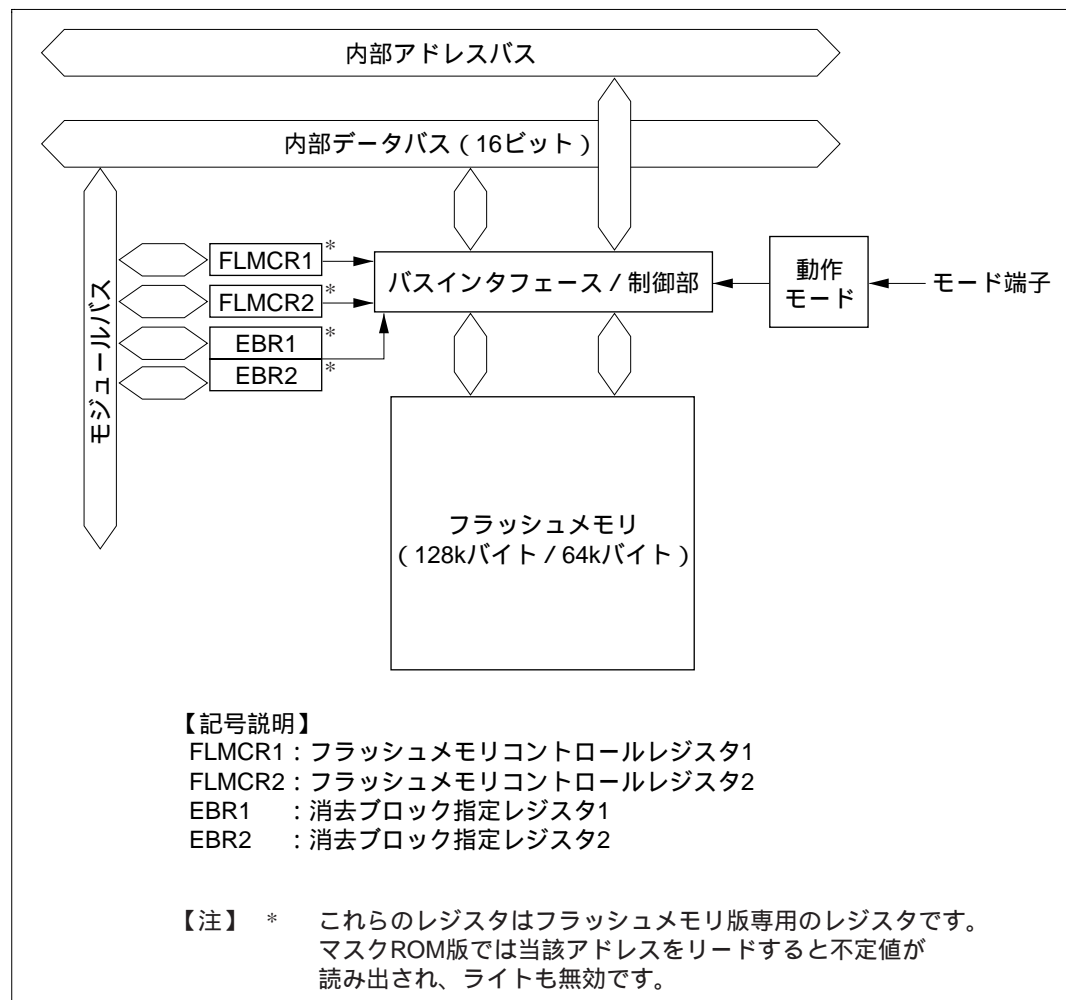 内部アドレスバス
内部データバス（16ビット）
モジュールバス
FLMCR1 *
FLMCR2 *
EBR1 *
EBR2 *
バスインタフェース／制御部
動作
モード
モード端子
フラッシュメモリ
（128kバイト／64kバイト）
【記号説明】
FLMCR1：フラッシュメモリコントロールレジスタ1
FLMCR2：フラッシュメモリコントロールレジスタ2
EBR1　：消去ブロック指定レジスタ1
EBR2　：消去ブロック指定レジスタ2
【注】 * これらのレジスタはフラッシュメモリ版専用のレジスタです。
マスクROM版では当該アドレスをリードすると不定値が
読み出され、ライトも無効です。